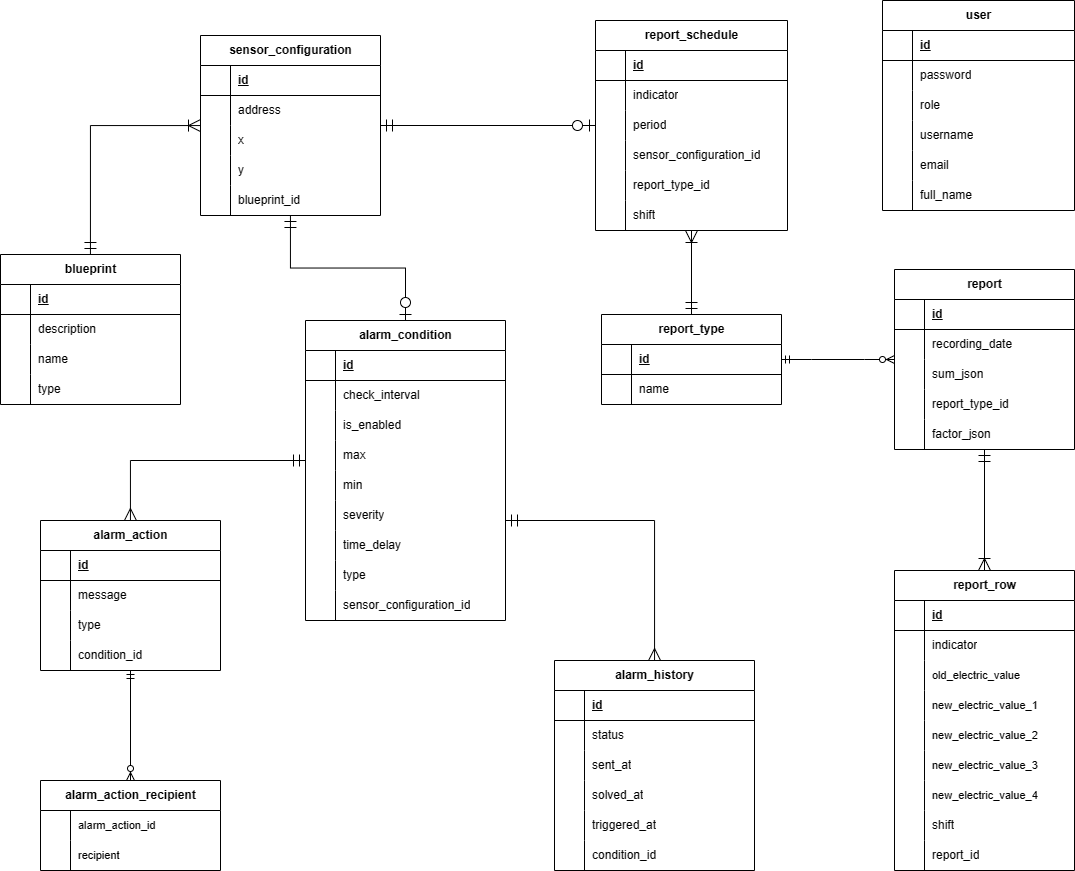 sensor_configuration
id
address
x
y
blueprint_id
report_schedule
id
indicator
period
sensor_configuration_id
report_type_id
shift
user
id
password
role
username
email
full_name
blueprint
id
description
name
type
alarm_condition
id
check_interval
is_enabled
max
min
severity
time_delay
type
sensor_configuration_id
report_type
id
name
report
id
recording_date
sum_json
report_type_id
factor_json
alarm_action
id
message
type
condition_id
alarm_history
id
status
sent_at
solved_at
triggered_at
condition_id
report_row
id
indicator
old_electric_value
new_electric_value_1
new_electric_value_2
new_electric_value_3
new_electric_value_4
shift
report_id
alarm_action_recipient
alarm_action_id
recipient